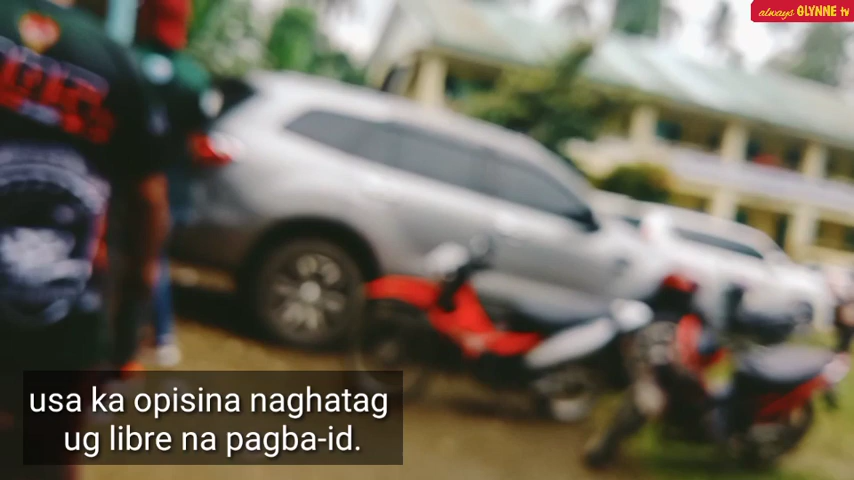 always GLYNNE tv
usa ka opisina naghatag
ug libre na pagba-id.